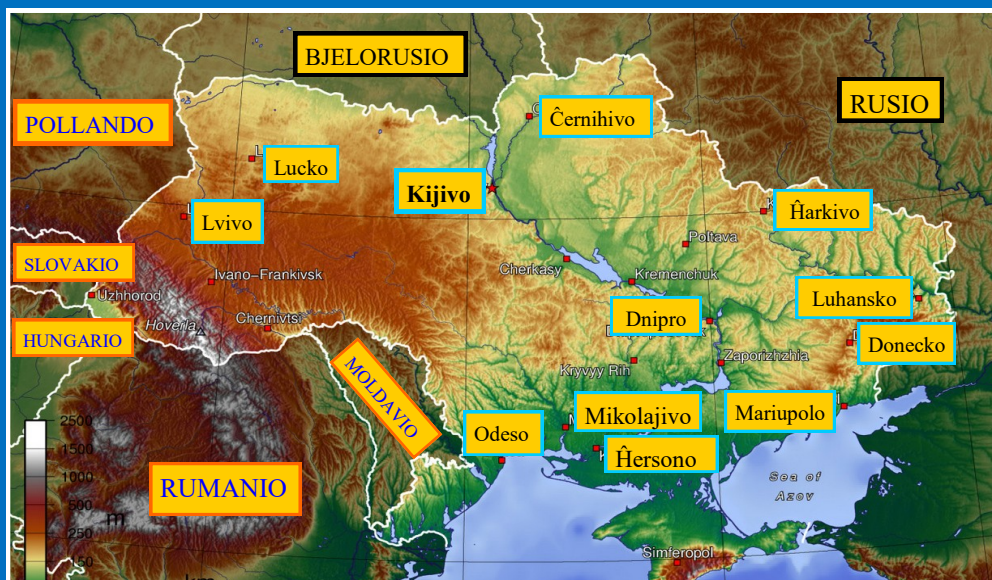 BJELORUSIO
RUSIO
POLLANDO
Ĉernihivo
Lucko
Kijivo
Lvivo
Ĥarkivo
Poltava
SLOVAKIO
Cherkasy
Ivano-Frankivsk
Kremenchuk
Uzhhorod
Luhansko
Chernivtsi
Dnipro
Hoverla
HUNGARIO
Donecko
Zaporizhzhia
Kryvyy Rih
MOLDAVIO
Mikolajivo
Mariupolo
Odeso
Ĥersono
2500
1500
1000
500
250
150
m
RUMANIO
Sea of
Azov
Simferopol